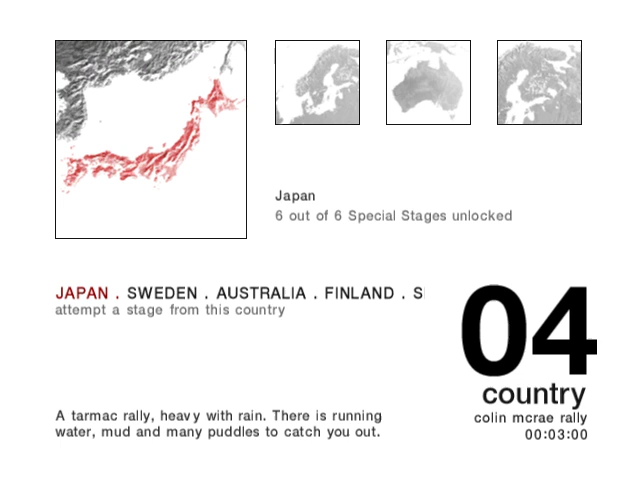 Japan
6 out of 6 Special Stages unlocked
JAPAN . SWEDEN . AUSTRALIA . FINLAND . S
attempt a stage from this country
04
country
colin mcrae rally
00:03:00
A tarmac rally, heavy with rain. There is running
water, mud and many puddles to catch you out.